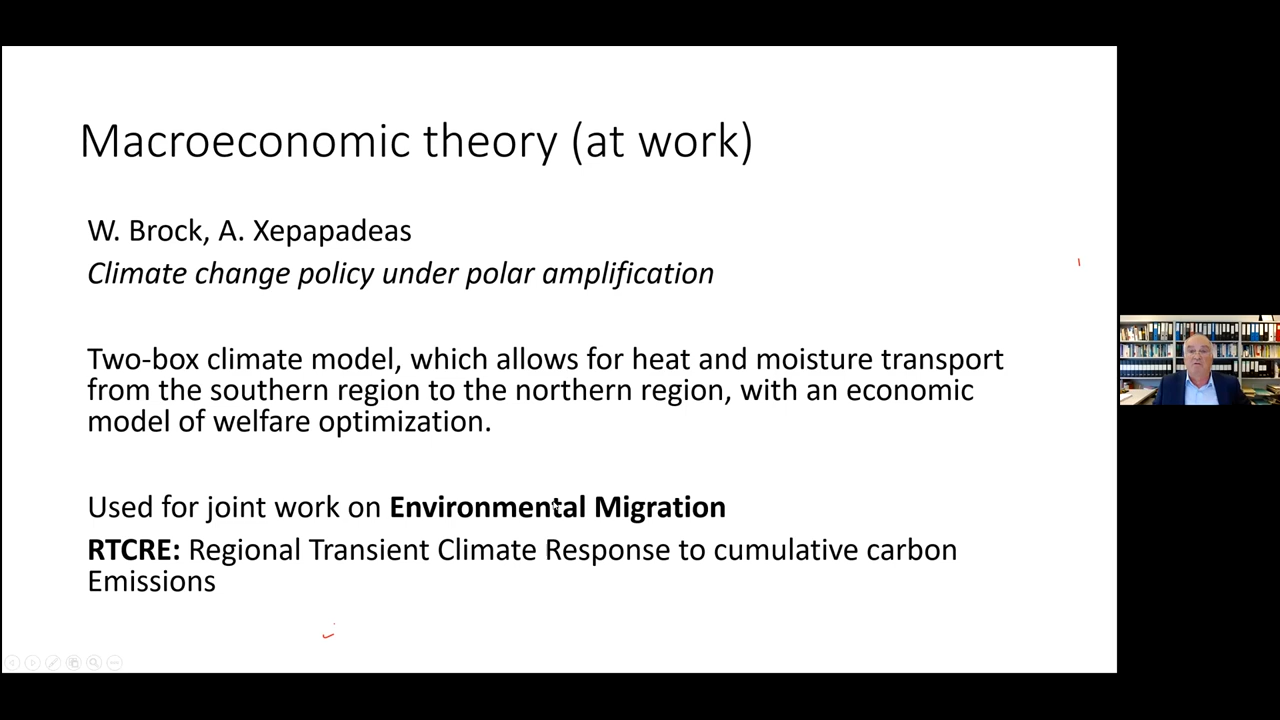 Macroeconomic theory (at work)
W. Brock, A. Xepapadeas
Climate change policy under polar amplification
Two-box climate model, which allows for heat and moisture transport
from the southern region to the northern region, with an economic
model of welfare optimization.
Used for joint work on Environmental Migration
RTCRE: Regional Transient Climate Response to cumulative carbon
Emissions